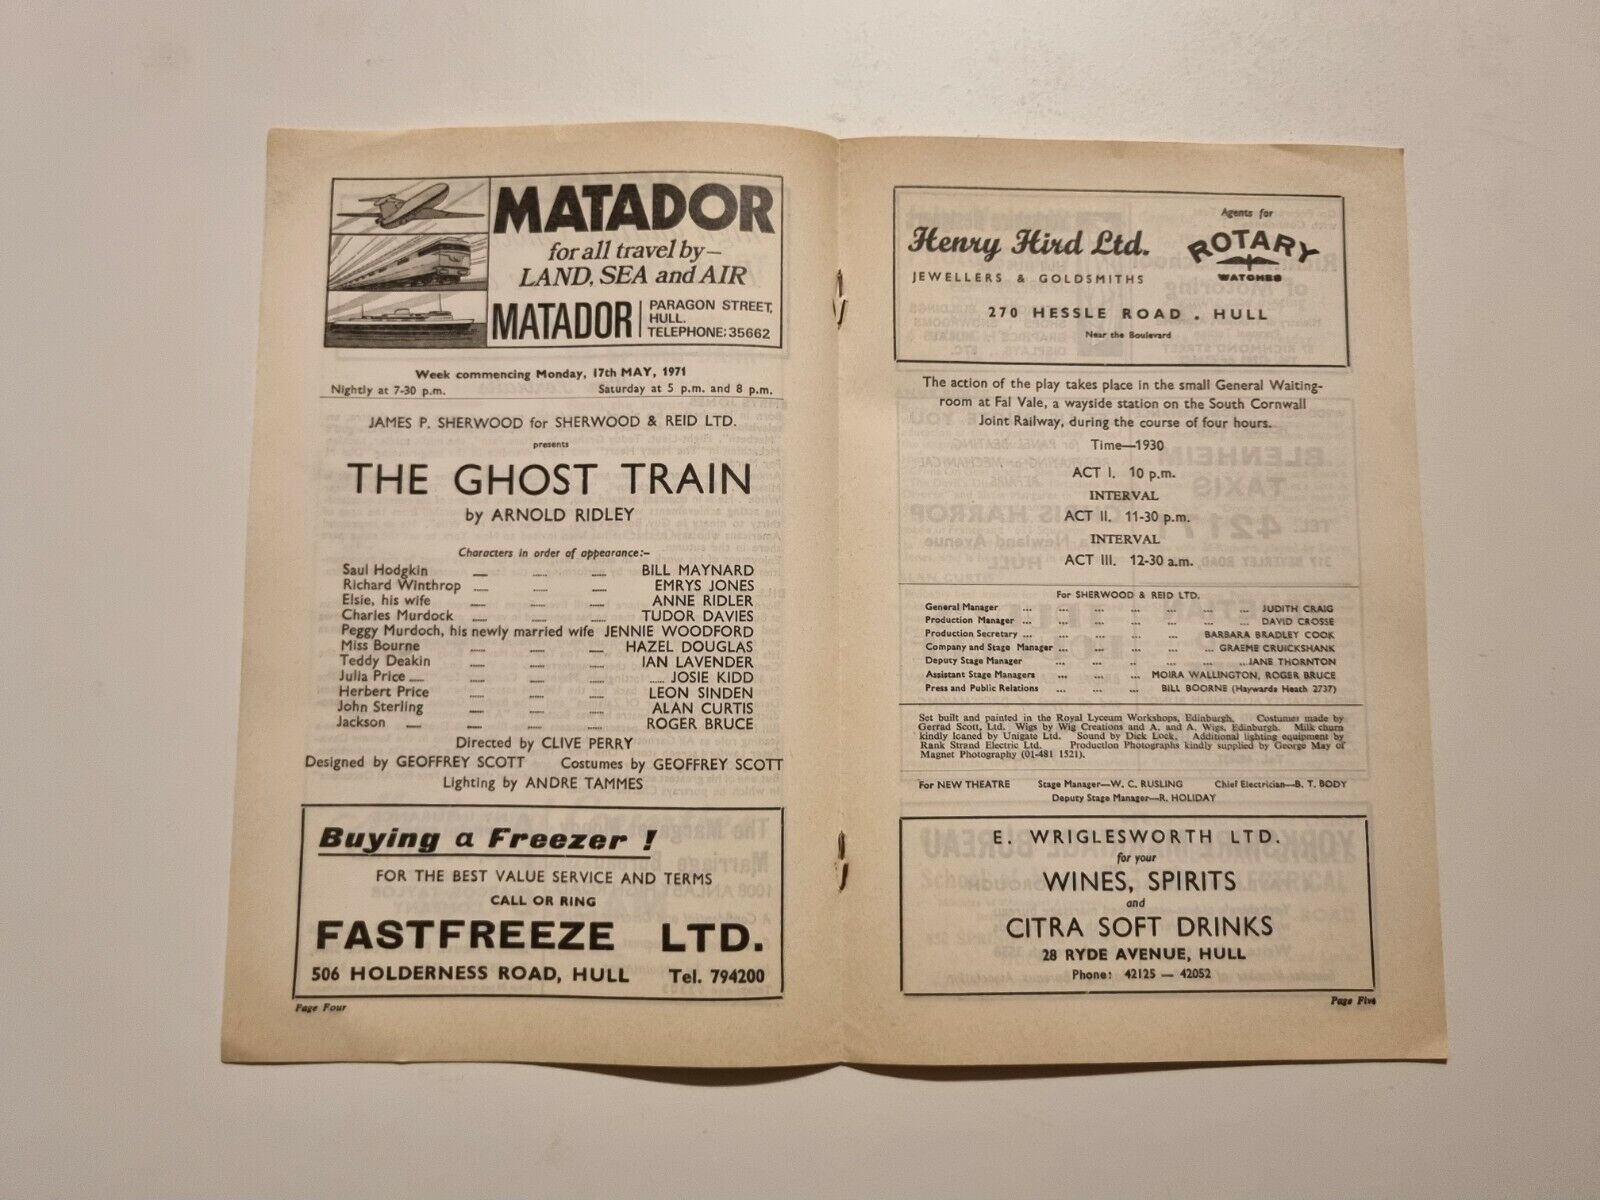 MATADOR
for all travel by—
LAND, SEA and AIR
MATADOR
PARAGON STREET,
HULL.
TELEPHONE: 35662
Week commencing Monday, 17th MAY, 1971
Nightly at 7-30 p.m. Saturday at 5 p.m. and 8 p.m.
JAMES P. SHERWOOD for SHERWOOD & REID LTD.
presents
THE GHOST TRAIN
by ARNOLD RIDLEY
Characters in order of appearance:-
Saul Hodgkin ..... ..... ..... BILL MAYNARD
Richard Winthrop ..... ..... ..... EMRYS JONES
Elsie, his wife ..... ..... ..... ANNE RIDLER
Charles Murdock ..... ..... ..... TUDOR DAVIES
Peggy Murdoch, his newly married wife JENNIE WOODFORD
Miss Bourne ..... ..... ..... HAZEL DOUGLAS
Teddy Deakin ..... ..... ..... IAN LAVENDER
Julia Price ..... ..... ..... ..... JOSIE KIDD
Herbert Price ..... ..... ..... LEON SINDEN
John Sterling ..... ..... ..... ALAN CURTIS
Jackson ..... ..... ..... ..... ROGER BRUCE
Directed by CLIVE PERRY
Designed by GEOFFREY SCOTT Costumes by GEOFFREY SCOTT
Lighting by ANDRE TAMMES
Buying a Freezer !
FOR THE BEST VALUE SERVICE AND TERMS
CALL OR RING
FASTFREEZE LTD.
506 HOLDERNESS ROAD, HULL Tel. 794200
Page Four
Agents for
Henry Hird Ltd.
ROTARY
WATCHES
JEWELLERS & GOLDSMITHS
270 HESSLE ROAD . HULL
Near the Boulevard
The action of the play takes place in the small General Waiting-
room at Fal Vale, a wayside station on the South Cornwall
Joint Railway, during the course of four hours.
Time—1930
ACT I. 10 p.m.
INTERVAL
ACT II. 11-30 p.m.
INTERVAL
ACT III. 12-30 a.m.
For SHERWOOD & REID LTD.
General Manager ... ... ... ... ... ... JUDITH CRAIG
Production Manager ... ... ... ... ... ... DAVID CROSSE
Production Secretary ... ... ... ... ... BARBARA BRADLEY COOK
Company and Stage Manager ... ... ... ... ... GRAEME CRUICKSHANK
Deputy Stage Manager ... ... .. ... ... ...JANE THORNTON
Assistant Stage Managers ... ... ... MOIRA WALLINGTON, ROGER BRUCE
Press and Public Relations ... ... ... BILL BOORNE (Haywards Heath 2737)
Set built and painted in the Royal Lyceum Workshops, Edinburgh. Costumes made by
Gerrad Scott, Ltd. Wigs by Wig Creations and A. and A. Wigs, Edinburgh. Milk churn
kindly loaned by Unigate Ltd. Sound by Dick Lock. Additional lighting equipment by
Rank Strand Electric Ltd. Production Photographs kindly supplied by George May of
Magnet Photography (01-481 1521).
For NEW THEATRE Stage Manager—W. C. RUSLING Chief Electrician—B. T. BODY
Deputy Stage Manager—R. HOLIDAY
E. WRIGLESWORTH LTD.
for your
WINES, SPIRITS
and
CITRA SOFT DRINKS
28 RYDE AVENUE, HULL
Phone: 42125 — 42052
Page Five